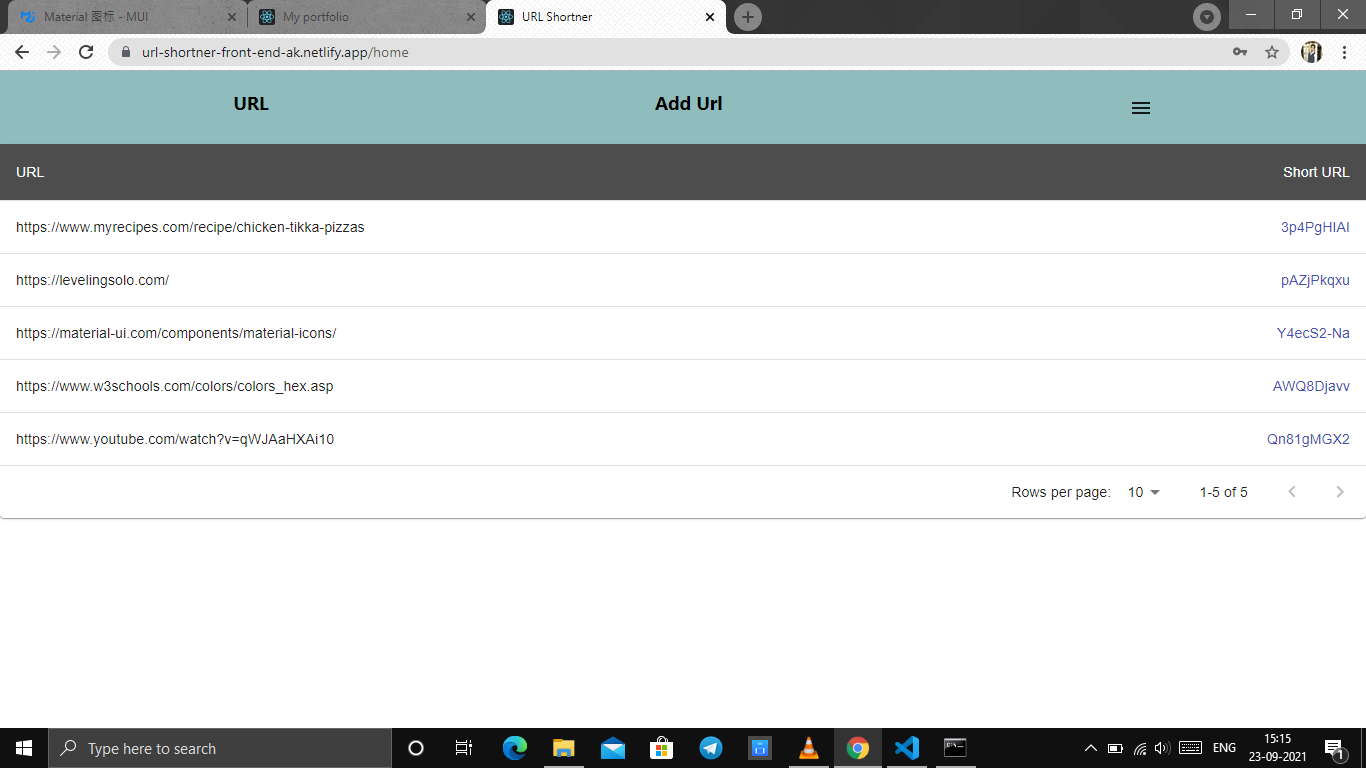 Material 图标 - MUI
My portfolio
URL Shortner
url-shortner-front-end-ak.netlify.app/home
URL Add Url
URL Short URL
https://www.myrecipes.com/recipe/chicken-tikka-pizzas 3p4PgHIAI
https://levelingsolo.com/ pAZjPkqxu
https://material-ui.com/components/material-icons/ Y4ecS2-Na
https://www.w3schools.com/colors/colors_hex.asp AWQ8Djavv
https://www.youtube.com/watch?v=qWJAaHXAi10 Qn81gMGX2
Rows per page: 10 1-5 of 5
Type here to search
ENG
15:15
23-09-2021
1